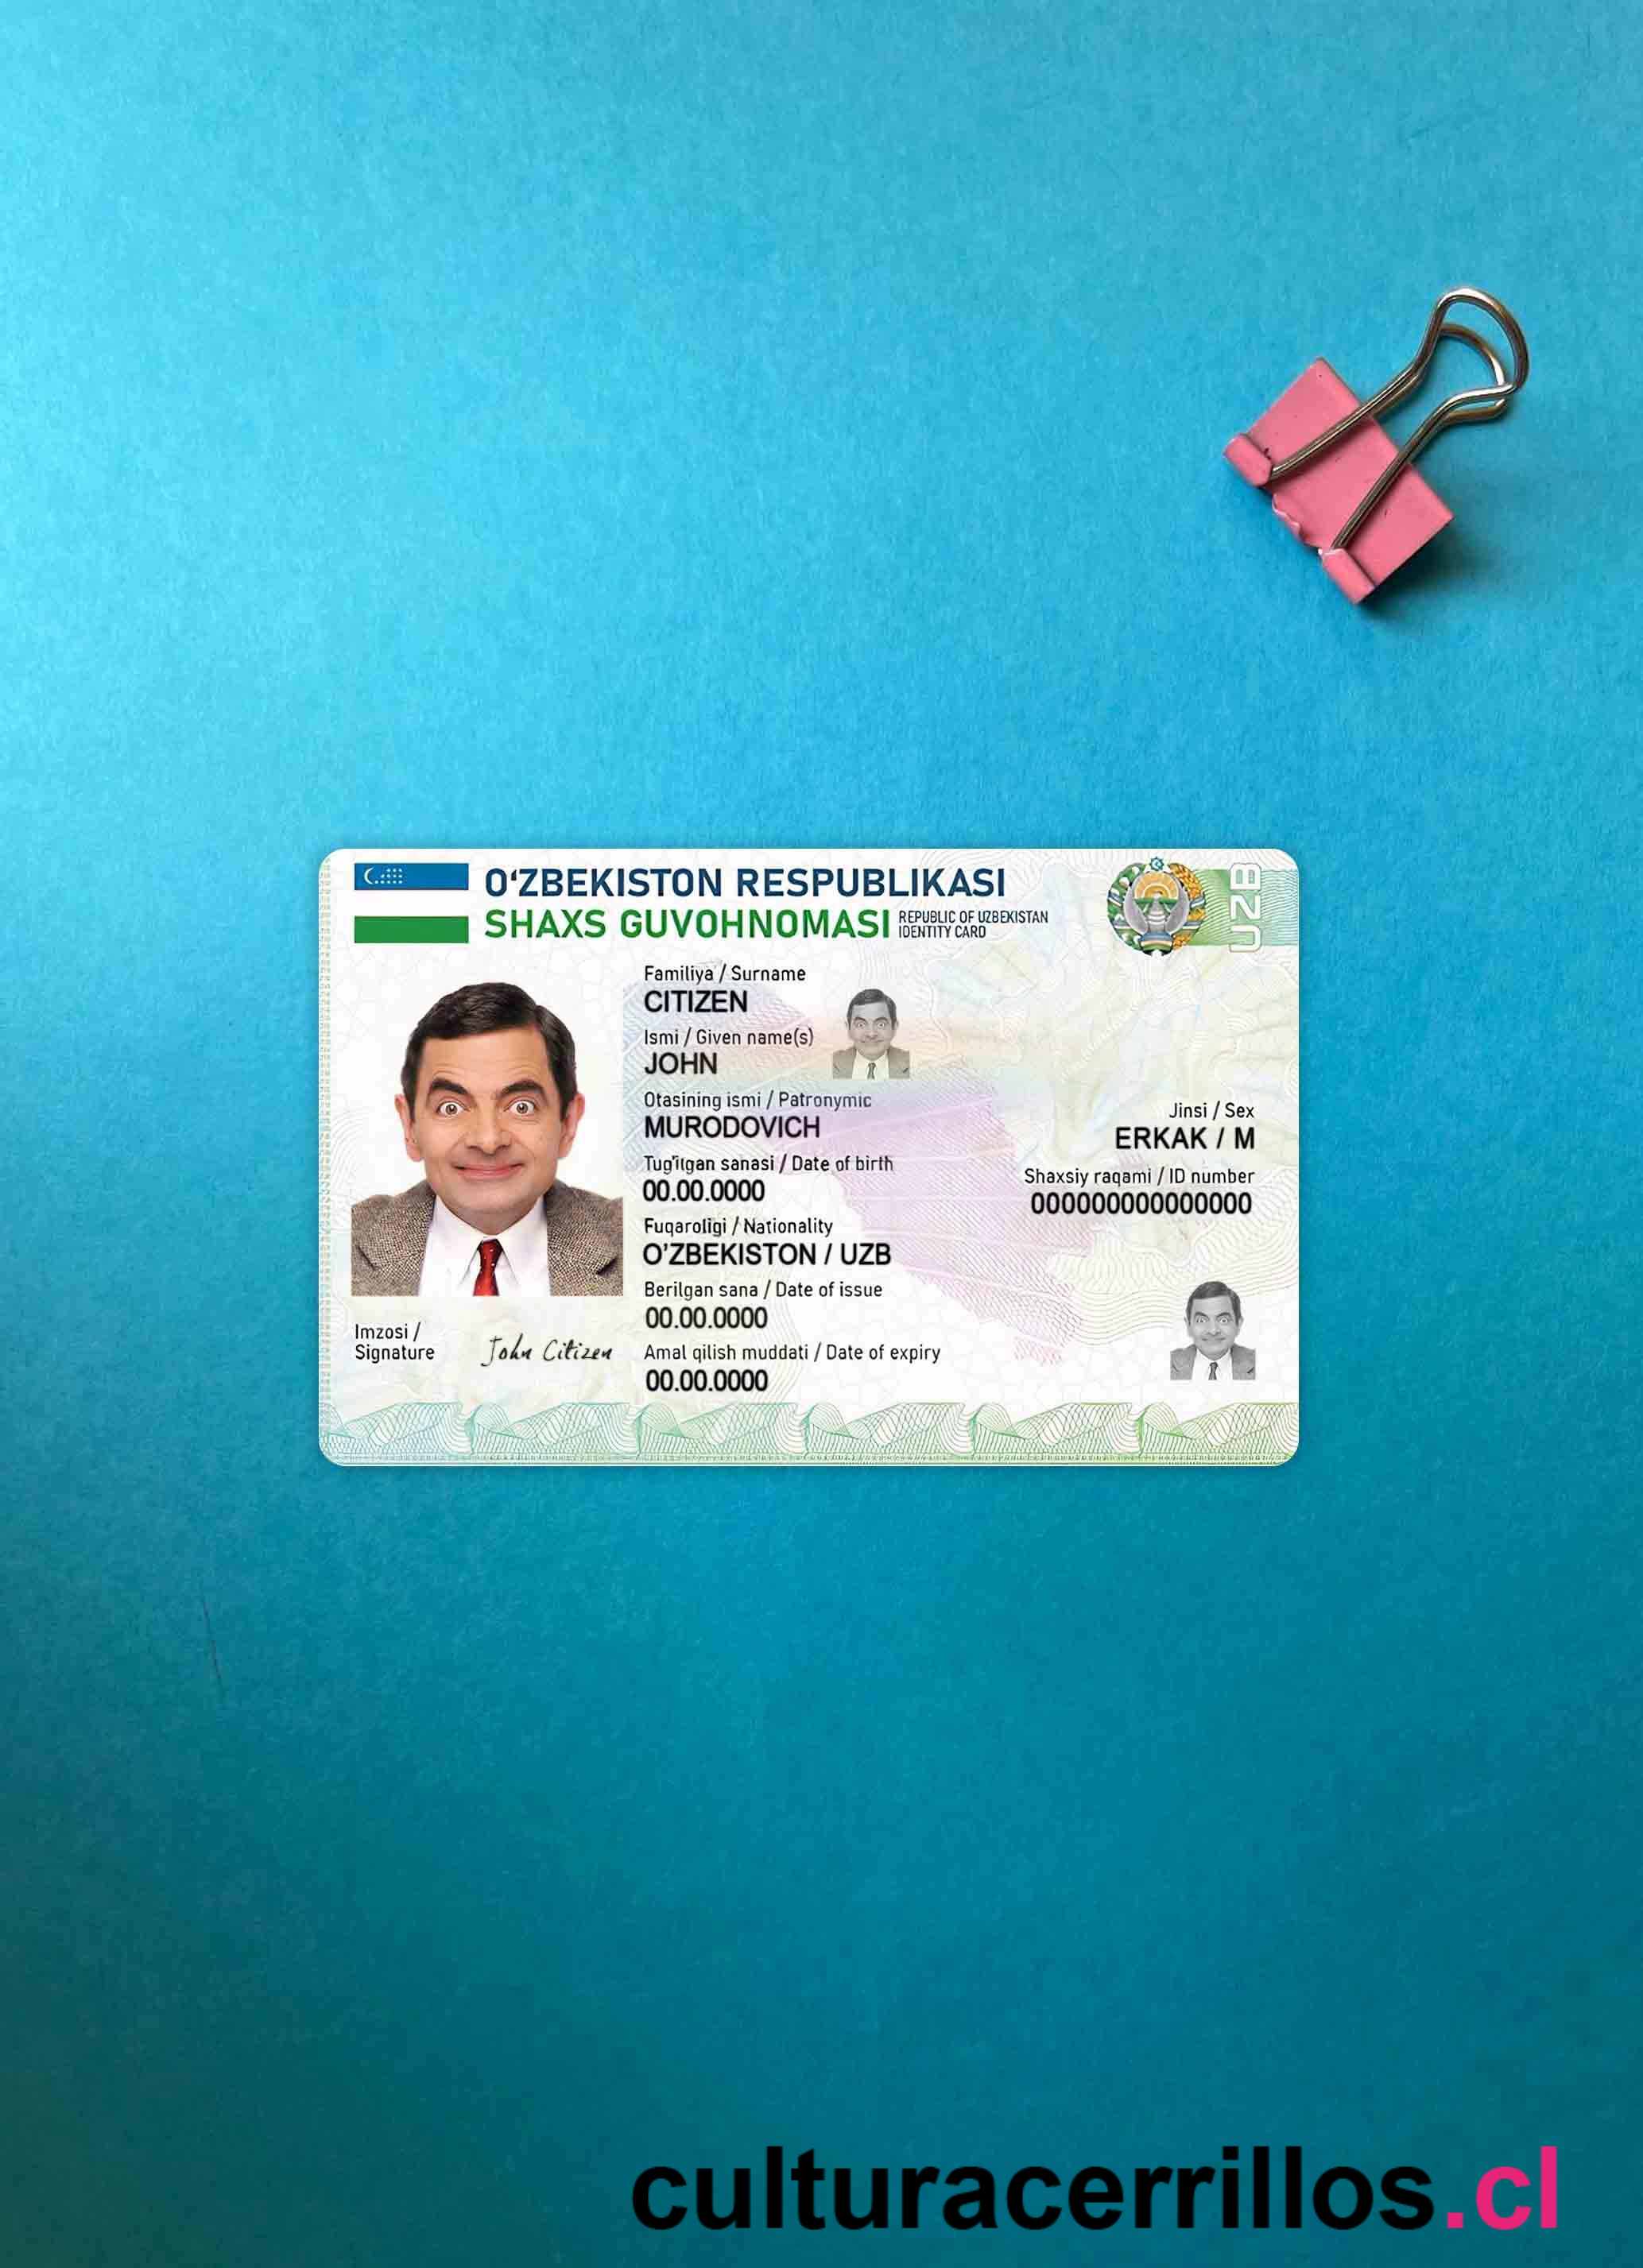 O‘ZBEKISTON RESPUBLIKASI
SHAXS GUVOHNOMASI
REPUBLIC OF UZBEKISTAN
IDENTITY CARD
UZB
Familiya / Surname
CITIZEN
Ismi / Given name(s)
JOHN
Otasining ismi / Patronymic
MURODOVICH
Tug'ilgan sanasi / Date of birth
00.00.0000
Fuqaroligi / Nationality
O'ZBEKISTON / UZB
Berilgan sana / Date of issue
00.00.0000
Amal qilish muddati / Date of expiry
00.00.0000
Jinsi / Sex
ERKAK / M
Shaxsiy raqami / ID number
000000000000000
Imzosi /
Signature
John Citizen
culturacerrillos.cl